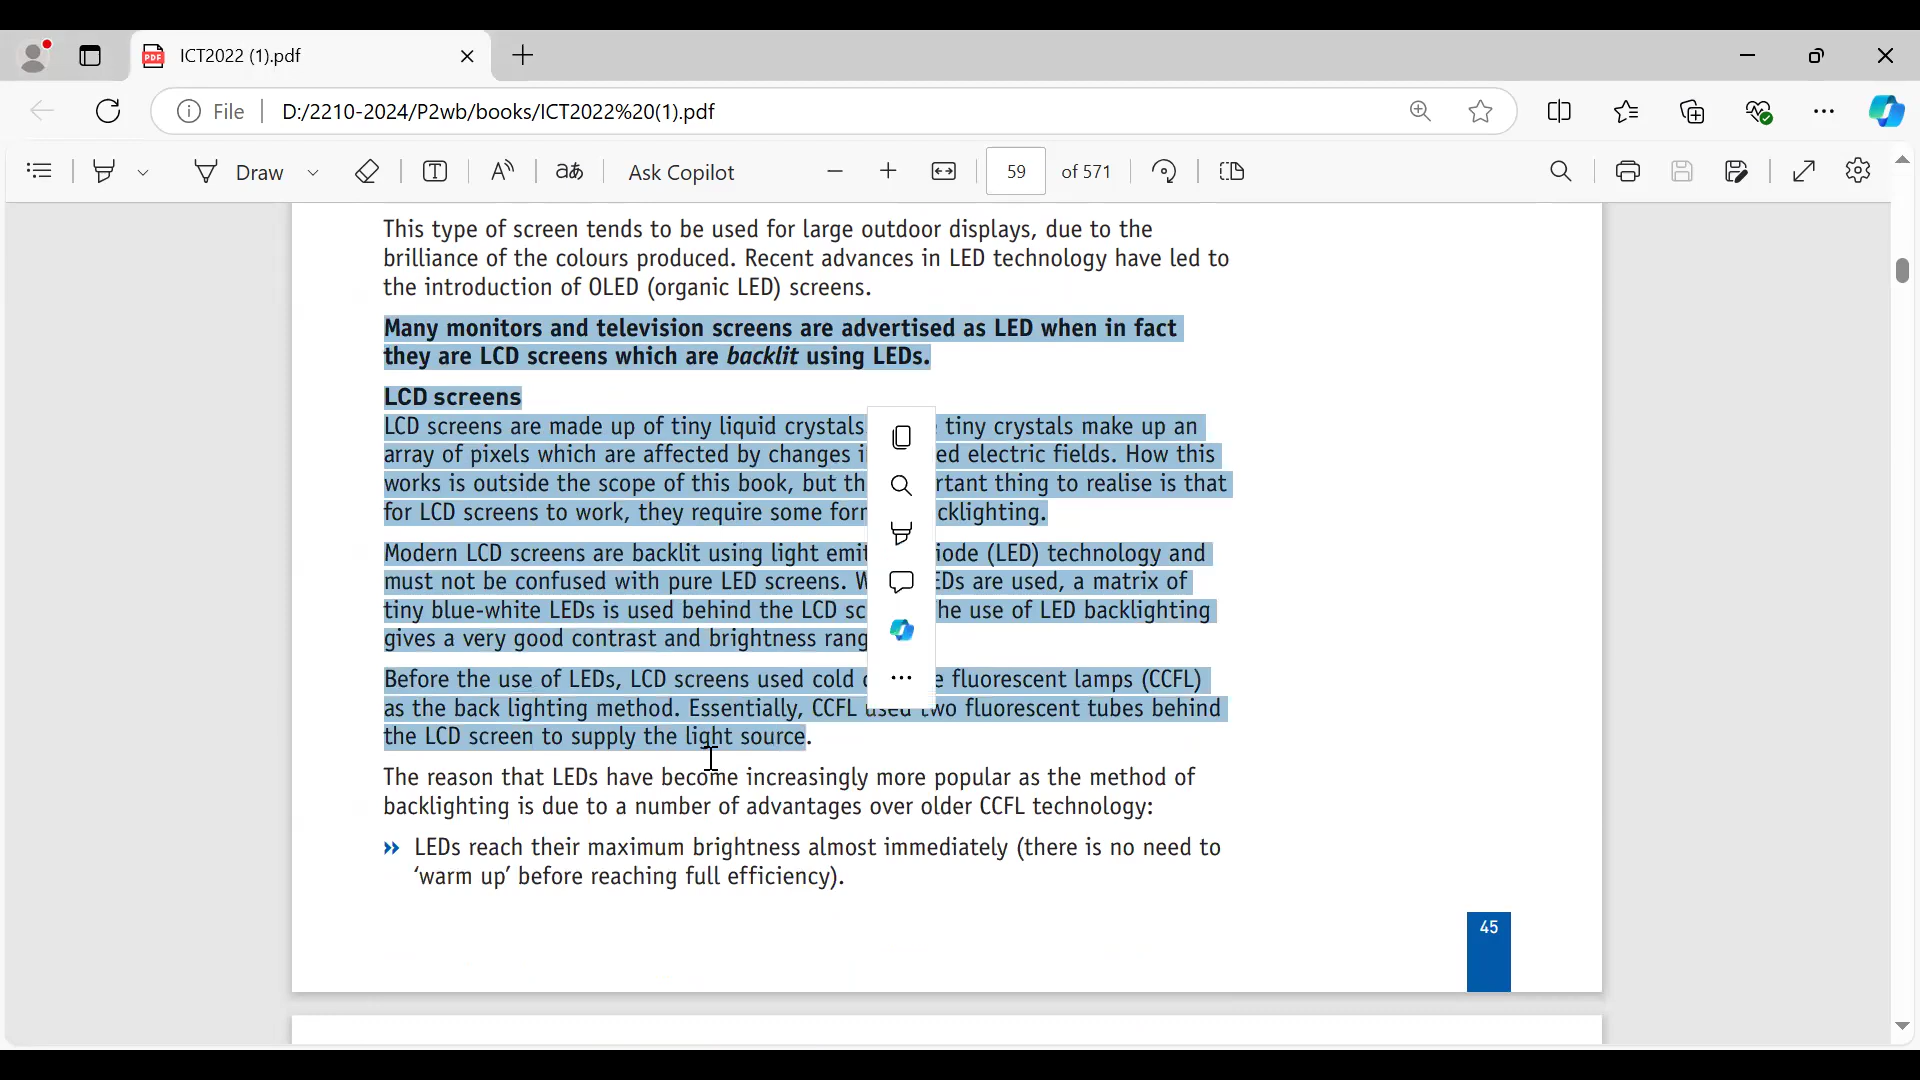 ICT2022 (1).pdf
File
D:/2210-2024/P2wb/books/ICT2022%20(1).pdf
Draw
Ask Copilot
59 of 571
This type of screen tends to be used for large outdoor displays, due to the
brilliance of the colours produced. Recent advances in LED technology have led to
the introduction of OLED (organic LED) screens.
Many monitors and television screens are advertised as LED when in fact
they are LCD screens which are backlit using LEDs.
LCD screens
LCD screens are made up of tiny liquid crystals tiny crystals make up an
array of pixels which are affected by changes electric fields. How this
works is outside the scope of this book, but thing to realise is that
for LCD screens to work, they require some
Modern LCD screens are backlit using light (LED) technology and
must not be confused with pure LED screens. are used, a matrix of
tiny blue-white LEDs is used behind the LCD use of LED backlighting
gives a very good contrast and brightness
Before the use of LEDs, LCD screens used cold fluorescent lamps (CCFL)
as the back lighting method. Essentially, CCFL used two fluorescent tubes behind
the LCD screen to supply the light source.
The reason that LEDs have become increasingly more popular as the method of
backlighting is due to a number of advantages over older CCFL technology:
» LEDs reach their maximum brightness almost immediately (there is no need to
‘warm up’ before reaching full efficiency).
45